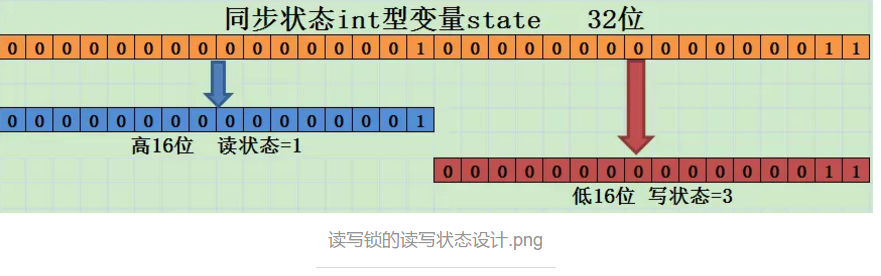 同步状态int型变量state 32位
0 0 0 0 0 0 0 0 0 0 0 0 0 0 0 1 0 0 0 0 0 0 0 0 0 0 0 0 0 0 1 1
0 0 0 0 0 0 0 0 0 0 0 0 0 0 0 1
高16位 读状态=1
0 0 0 0 0 0 0 0 0 0 0 0 0 0 1 1
低16位 写状态=3
读写锁的读写状态设计.png